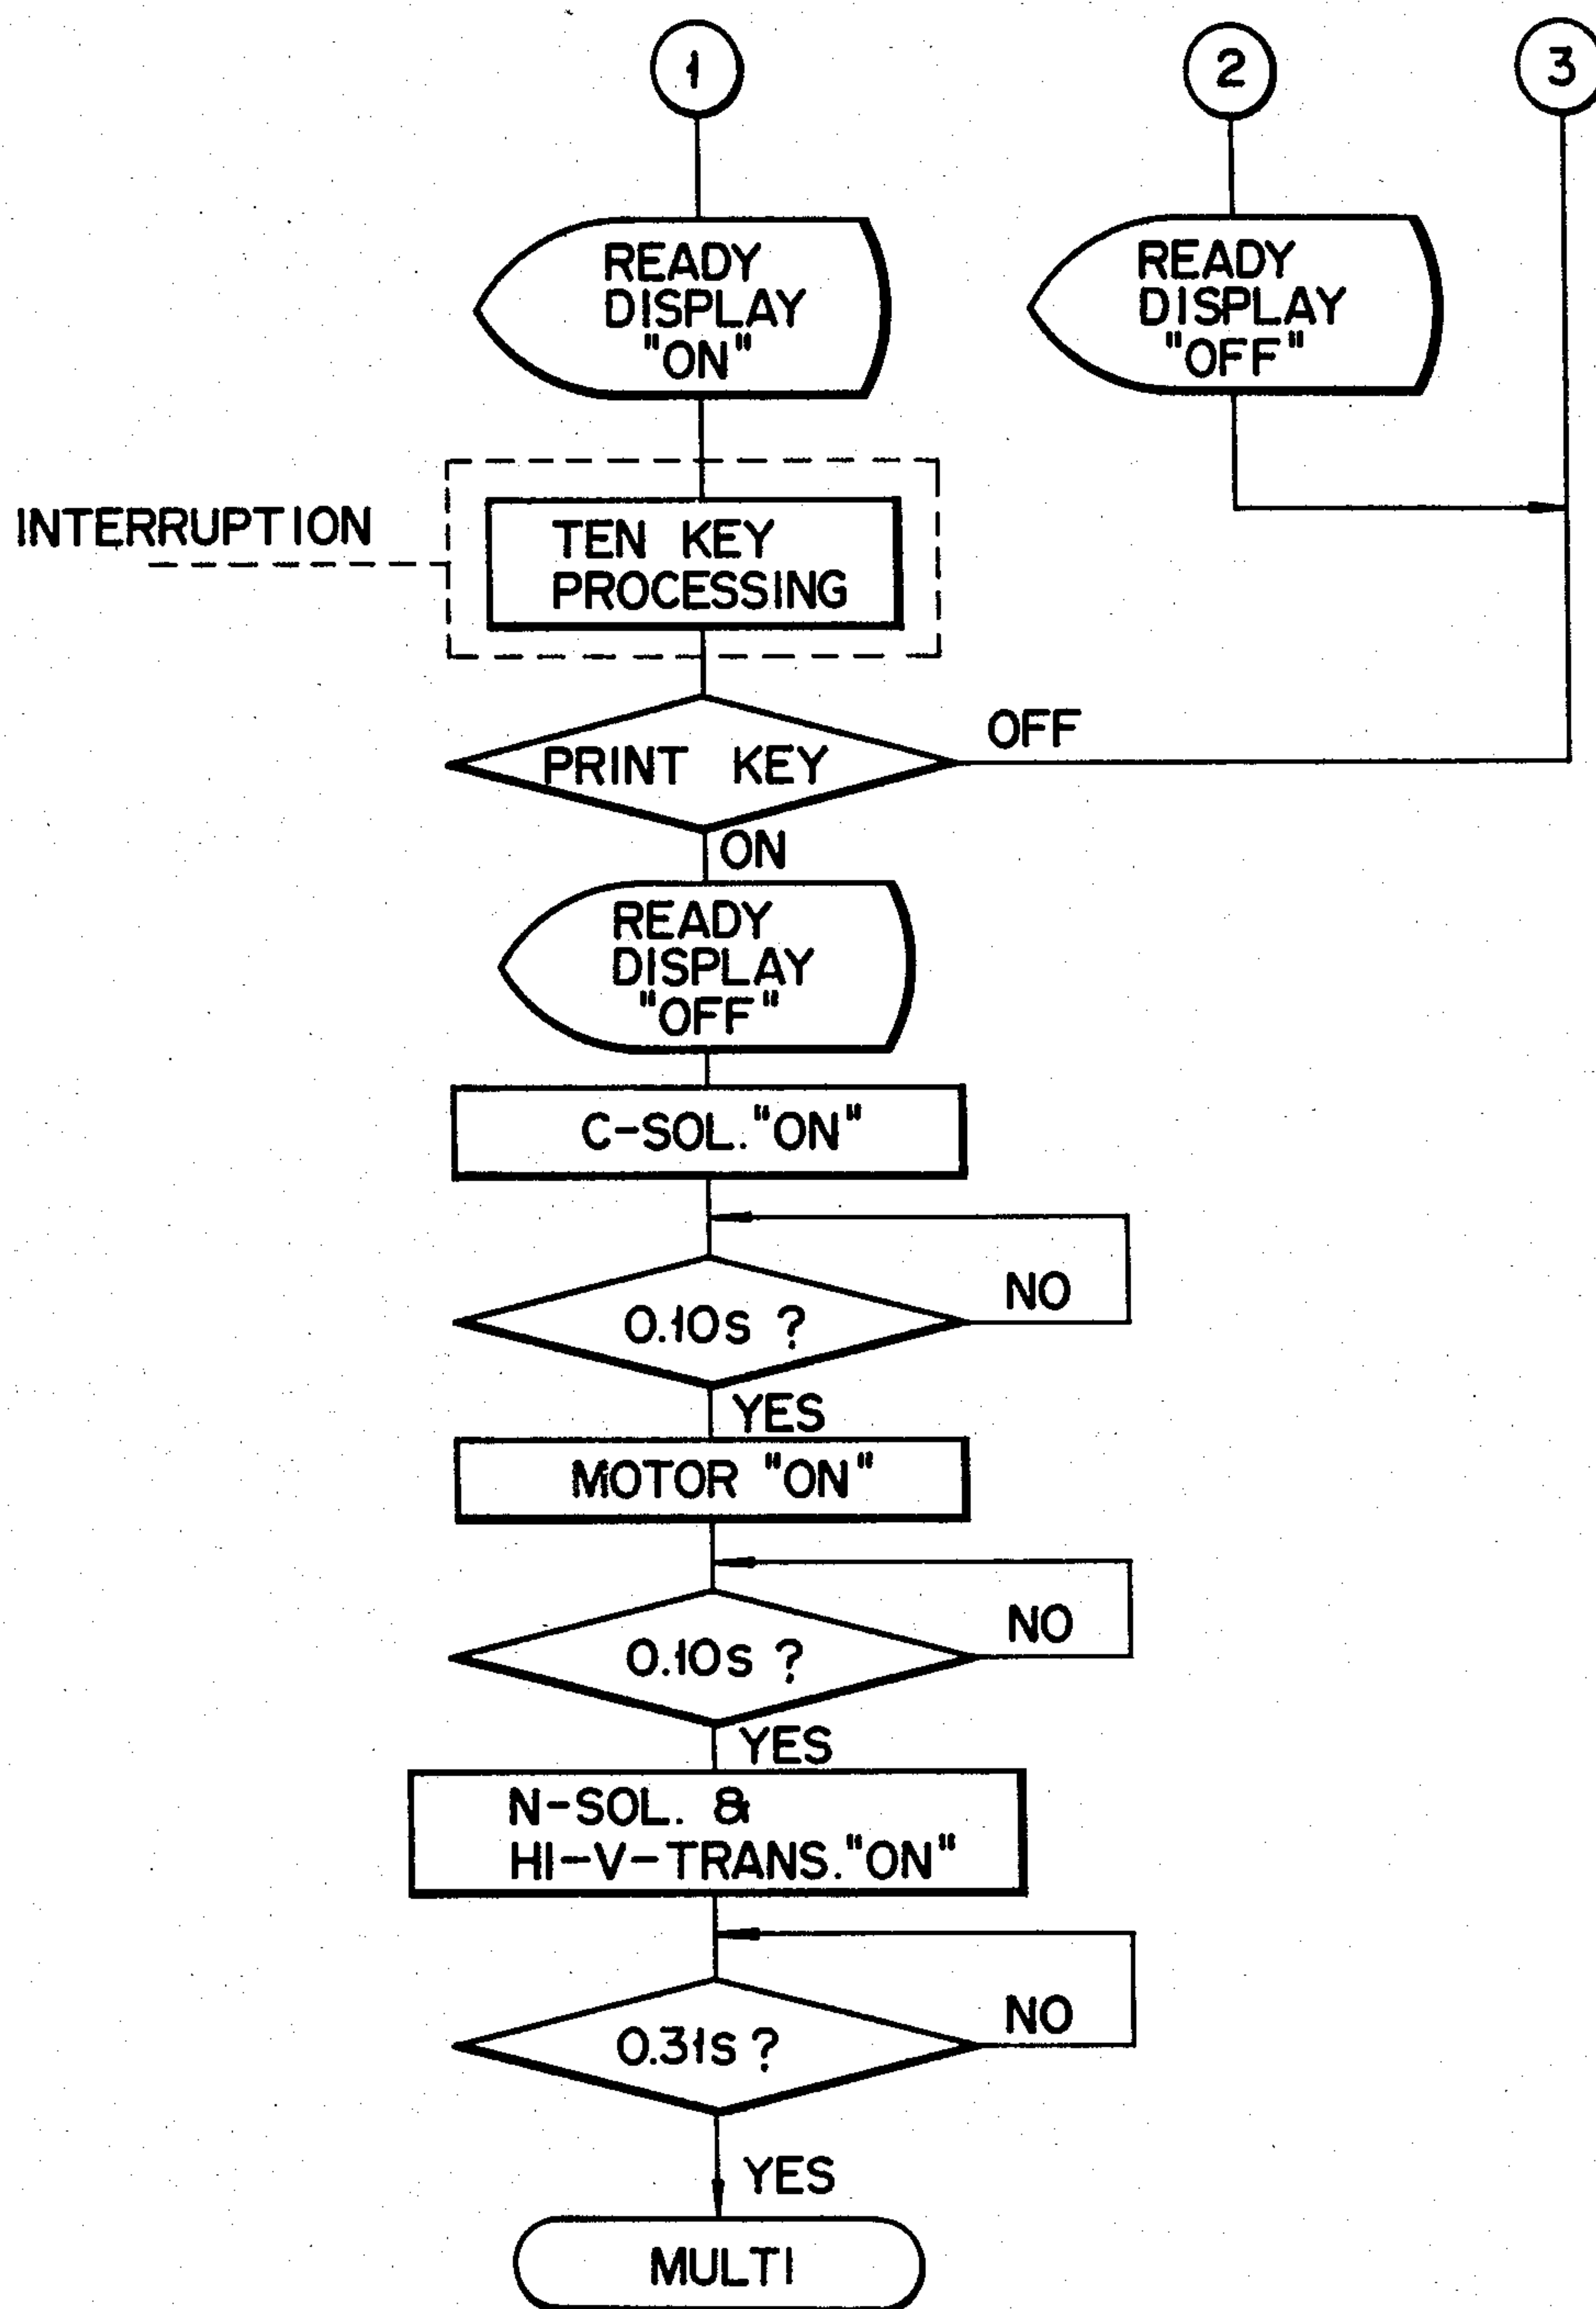 1
2
3
READY
DISPLAY
"ON"
READY
DISPLAY
"OFF"
INTERRUPTION
TEN KEY
PROCESSING
PRINT KEY
OFF
ON
READY
DISPLAY
"OFF"
C-SOL. "ON"
0.10s ?
NO
YES
MOTOR "ON"
0.10s ?
NO
YES
N-SOL. &
HI-V-TRANS. "ON"
0.31s ?
NO
YES
MULTI